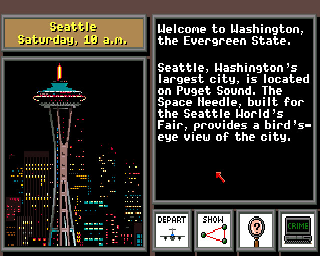 Seattle
Saturday, 10 a.m.
Welcome to Washington,
the Evergreen State.
Seattle, Washington's
largest city, is located
on Puget Sound. The
Space Needle, built for
the Seattle World's
Fair, provides a bird's-
eye view of the city.
DEPART
SHOW
?
CRIME